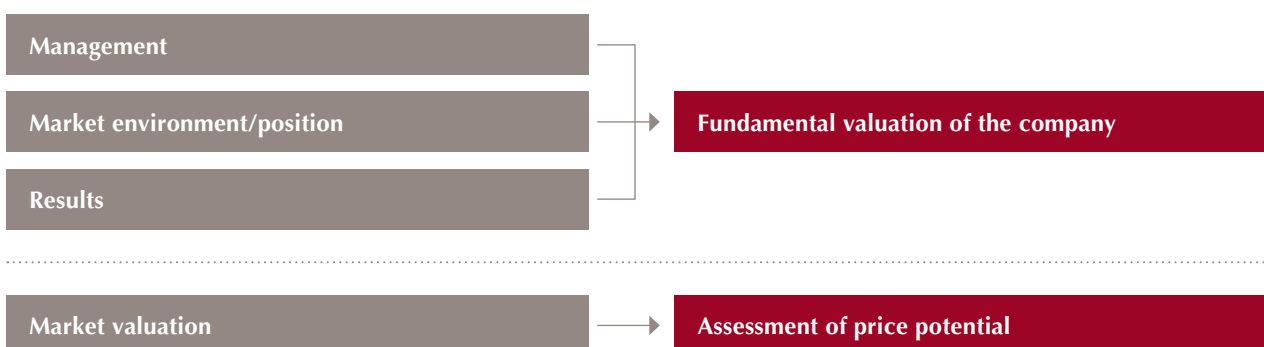 Management
Market environment/position
Fundamental valuation of the company
Results
Market valuation
Assessment of price potential